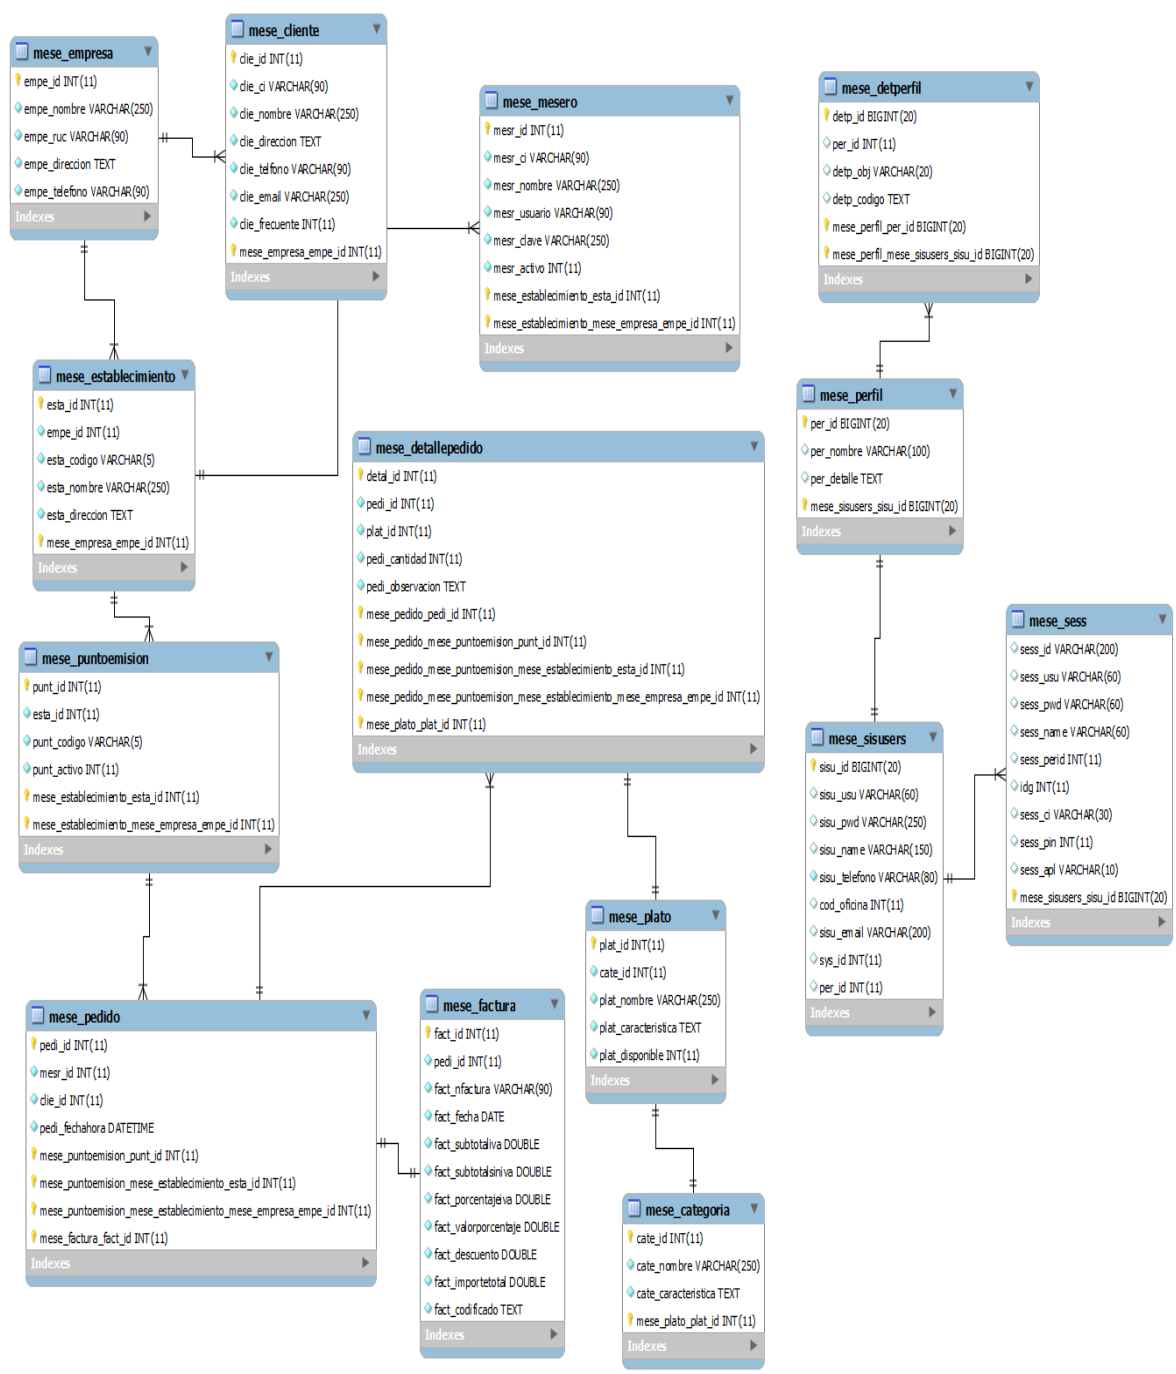 mese_empresa
empe_id INT(11)
empe_nombre VARCHAR(250)
empe_ruc VARCHAR(90)
empe_direccion TEXT
empe_telefono VARCHAR(90)
Indexes
mese_cliente
clie_id INT(11)
clie_ci VARCHAR(90)
clie_nombre VARCHAR(250)
clie_direccion TEXT
clie_telfono VARCHAR(90)
clie_email VARCHAR(250)
clie_frecuente INT(11)
mese_empresa_empe_id INT(11)
Indexes
mese_mesero
mesr_id INT(11)
mesr_ci VARCHAR(90)
mesr_nombre VARCHAR(250)
mesr_usuario VARCHAR(90)
mesr_clave VARCHAR(250)
mesr_activo INT(11)
mese_establecimiento_esta_id INT(11)
mese_establecimiento_mese_empresa_empe_id INT(11)
Indexes
mese_detperfil
detp_id BIGINT(20)
per_id INT(11)
detp_obj VARCHAR(20)
detp_codigo TEXT
mese_perfil_per_id BIGINT(20)
mese_perfil_mese_sisusers_sisu_id BIGINT(20)
Indexes
mese_establecimiento
esta_id INT(11)
empe_id INT(11)
esta_codigo VARCHAR(5)
esta_nombre VARCHAR(250)
esta_direccion TEXT
mese_empresa_empe_id INT(11)
Indexes
mese_detallepedido
detal_id INT(11)
pedi_id INT(11)
plat_id INT(11)
pedi_cantidad INT(11)
pedi_observacion TEXT
mese_pedido_pedi_id INT(11)
mese_pedido_mese_puntoemision_punt_id INT(11)
mese_pedido_mese_puntoemision_mese_establecimiento_esta_id INT(11)
mese_pedido_mese_puntoemision_mese_establecimiento_mese_empresa_empe_id INT(11)
mese_plato_plat_id INT(11)
Indexes
mese_perfil
per_id BIGINT(20)
per_nombre VARCHAR(100)
per_detalle TEXT
mese_sisusers_sisu_id BIGINT(20)
Indexes
mese_puntoemision
punt_id INT(11)
esta_id INT(11)
punt_codigo VARCHAR(5)
punt_activo INT(11)
mese_establecimiento_esta_id INT(11)
mese_establecimiento_mese_empresa_empe_id INT(11)
Indexes
mese_sisusers
sisu_id BIGINT(20)
sisu_usu VARCHAR(60)
sisu_pwd VARCHAR(250)
sisu_name VARCHAR(150)
sisu_telefono VARCHAR(80)
cod_oficina INT(11)
sisu_email VARCHAR(200)
sys_id INT(11)
per_id INT(11)
Indexes
mese_sess
sess_id VARCHAR(200)
sess_usu VARCHAR(60)
sess_pwd VARCHAR(60)
sess_name VARCHAR(60)
sess_perid INT(11)
idg INT(11)
sess_ci VARCHAR(30)
sess_pin INT(11)
sess_apl VARCHAR(10)
mese_sisusers_sisu_id BIGINT(20)
Indexes
mese_pedido
pedi_id INT(11)
mesr_id INT(11)
clie_id INT(11)
pedi_fechahora DATETIME
mese_puntoemision_punt_id INT(11)
mese_puntoemision_mese_establecimiento_esta_id INT(11)
mese_puntoemision_mese_establecimiento_mese_empresa_empe_id INT(11)
mese_factura_fact_id INT(11)
Indexes
mese_factura
fact_id INT(11)
pedi_id INT(11)
fact_nfactura VARCHAR(90)
fact_fecha DATE
fact_subtotaliva DOUBLE
fact_subtotalsiniva DOUBLE
fact_porcentajeiva DOUBLE
fact_valorporcentaje DOUBLE
fact_descuento DOUBLE
fact_importetotal DOUBLE
fact_codificado TEXT
Indexes
mese_plato
plat_id INT(11)
cate_id INT(11)
plat_nombre VARCHAR(250)
plat_caracteristica TEXT
plat_disponible INT(11)
Indexes
mese_categoria
cate_id INT(11)
cate_nombre VARCHAR(250)
cate_caracteristica TEXT
mese_plato_plat_id INT(11)
Indexes